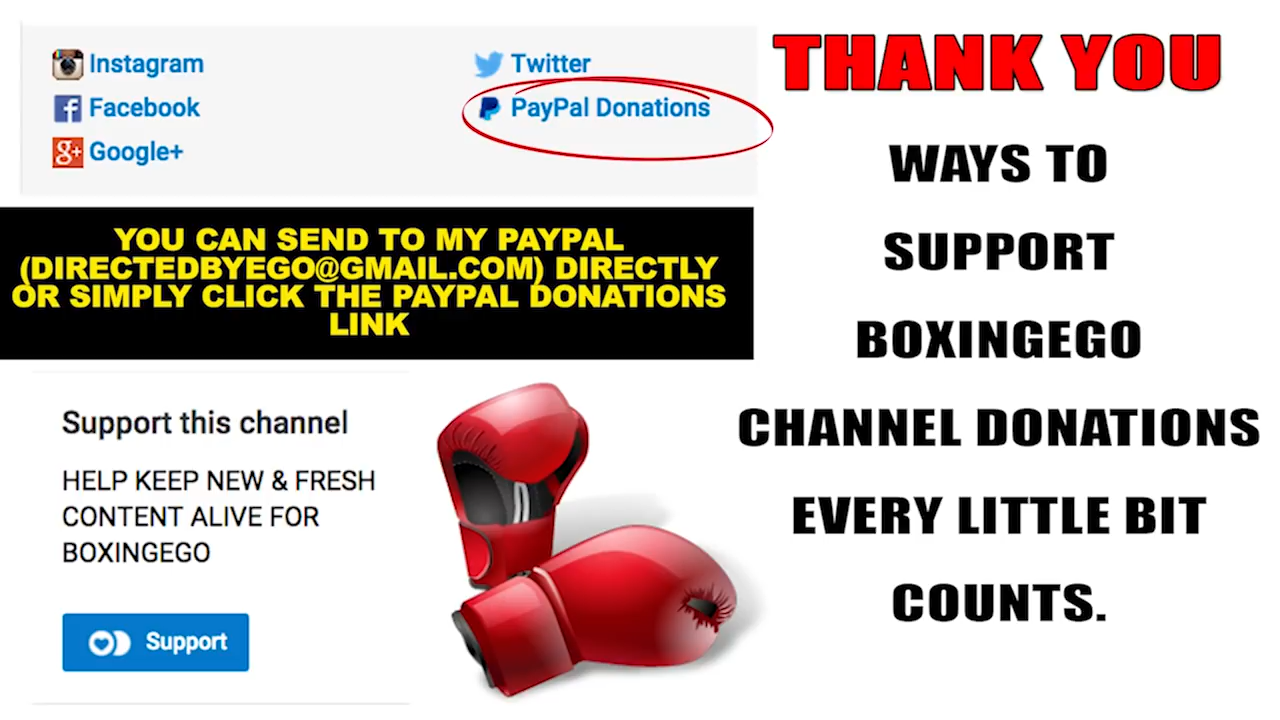 Instagram
Twitter
Facebook
PayPal Donations
Google+
YOU CAN SEND TO MY PAYPAL
(DIRECTEDBYEGO@GMAIL.COM) DIRECTLY
OR SIMPLY CLICK THE PAYPAL DONATIONS
LINK
Support this channel
HELP KEEP NEW & FRESH
CONTENT ALIVE FOR
BOXINGEGO
Support
THANK YOU
WAYS TO
SUPPORT
BOXINGEGO
CHANNEL DONATIONS
EVERY LITTLE BIT
COUNTS.